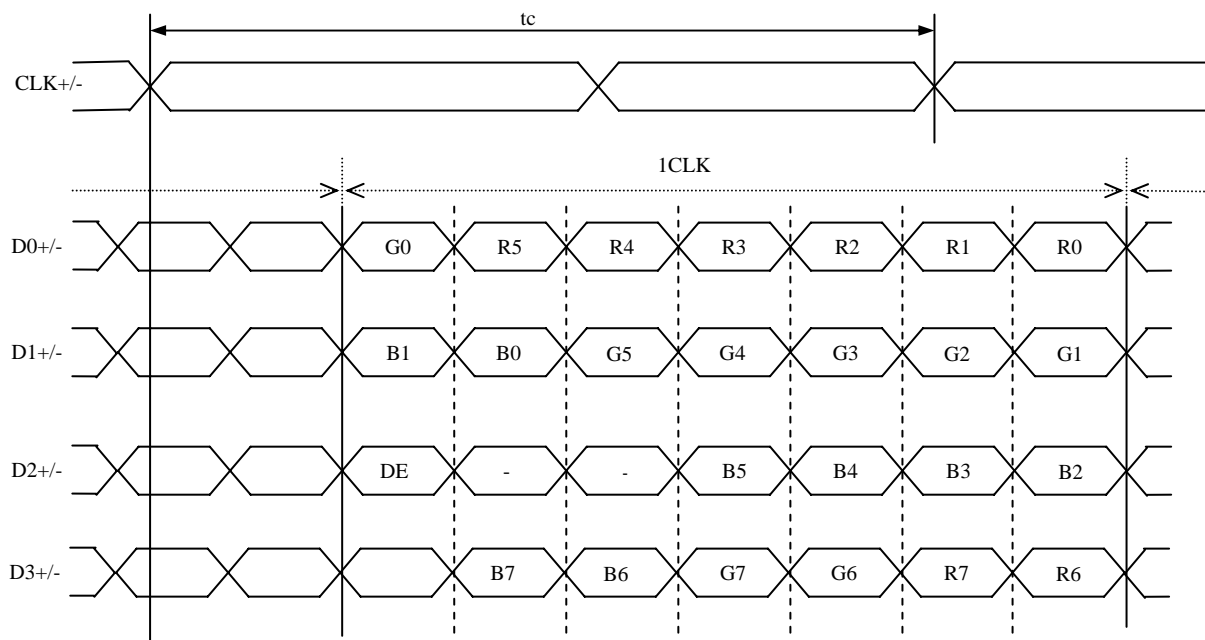 tc
CLK+/-
1CLK
D0+/- G0 R5 R4 R3 R2 R1 R0
D1+/- B1 B0 G5 G4 G3 G2 G1
D2+/- DE - - B5 B4 B3 B2
D3+/- B7 B6 G7 G6 R7 R6